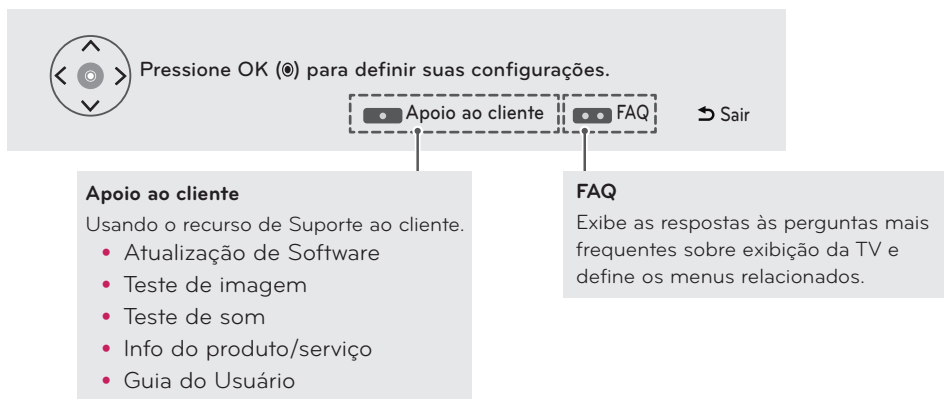 Pressione OK (◉) para definir suas configurações.
Apoio ao cliente FAQ Sair
Apoio ao cliente
Usando o recurso de Suporte ao cliente.
• Atualização de Software
• Teste de imagem
• Teste de som
• Info do produto/serviço
• Guia do Usuário
FAQ
Exibe as respostas às perguntas mais
frequentes sobre exibição da TV e
define os menus relacionados.